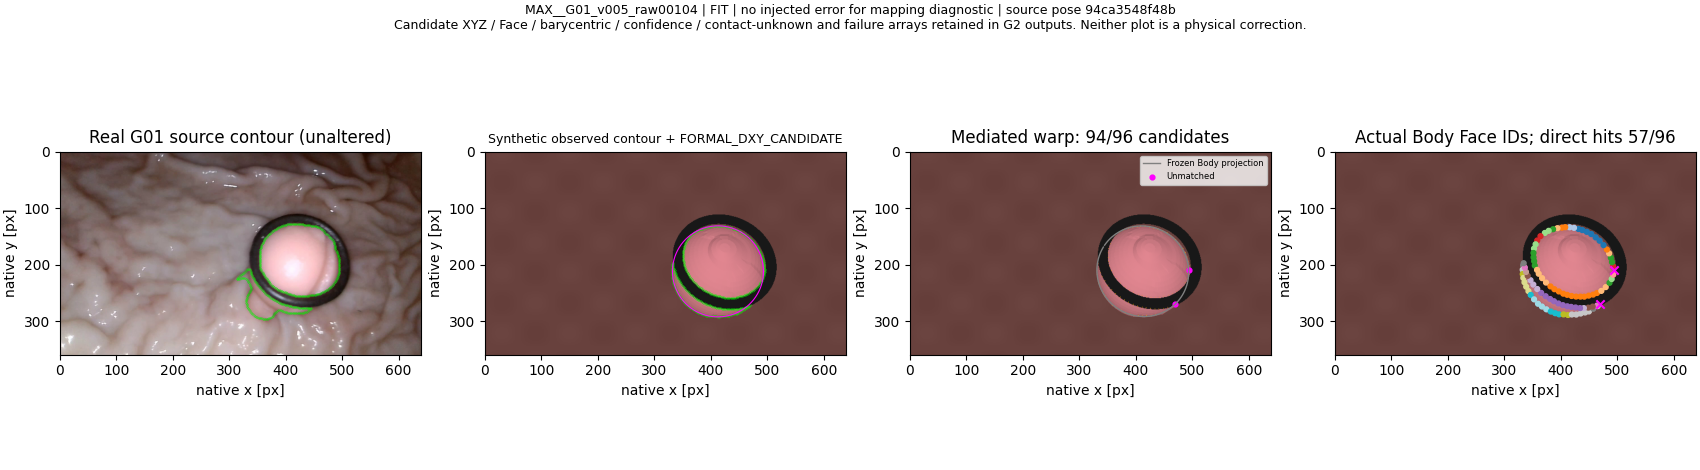 MAX__G01_v005_raw00104 | FIT | no injected error for mapping diagnostic | source pose 94ca3548f48b
Candidate XYZ / Face / barycentric / confidence / contact-unknown and failure arrays retained in G2 outputs. Neither plot is a physical correction.
Real G01 source contour (unaltered)
0
100
200
300
native y [px]
0 100 200 300 400 500 600
native x [px]
Synthetic observed contour + FORMAL_DXY_CANDIDATE
0
100
200
300
native y [px]
0 100 200 300 400 500 600
native x [px]
Mediated warp: 94/96 candidates
Frozen Body projection
Unmatched
0
100
200
300
native y [px]
0 100 200 300 400 500 600
native x [px]
Actual Body Face IDs; direct hits 57/96
0
100
200
300
native y [px]
0 100 200 300 400 500 600
native x [px]